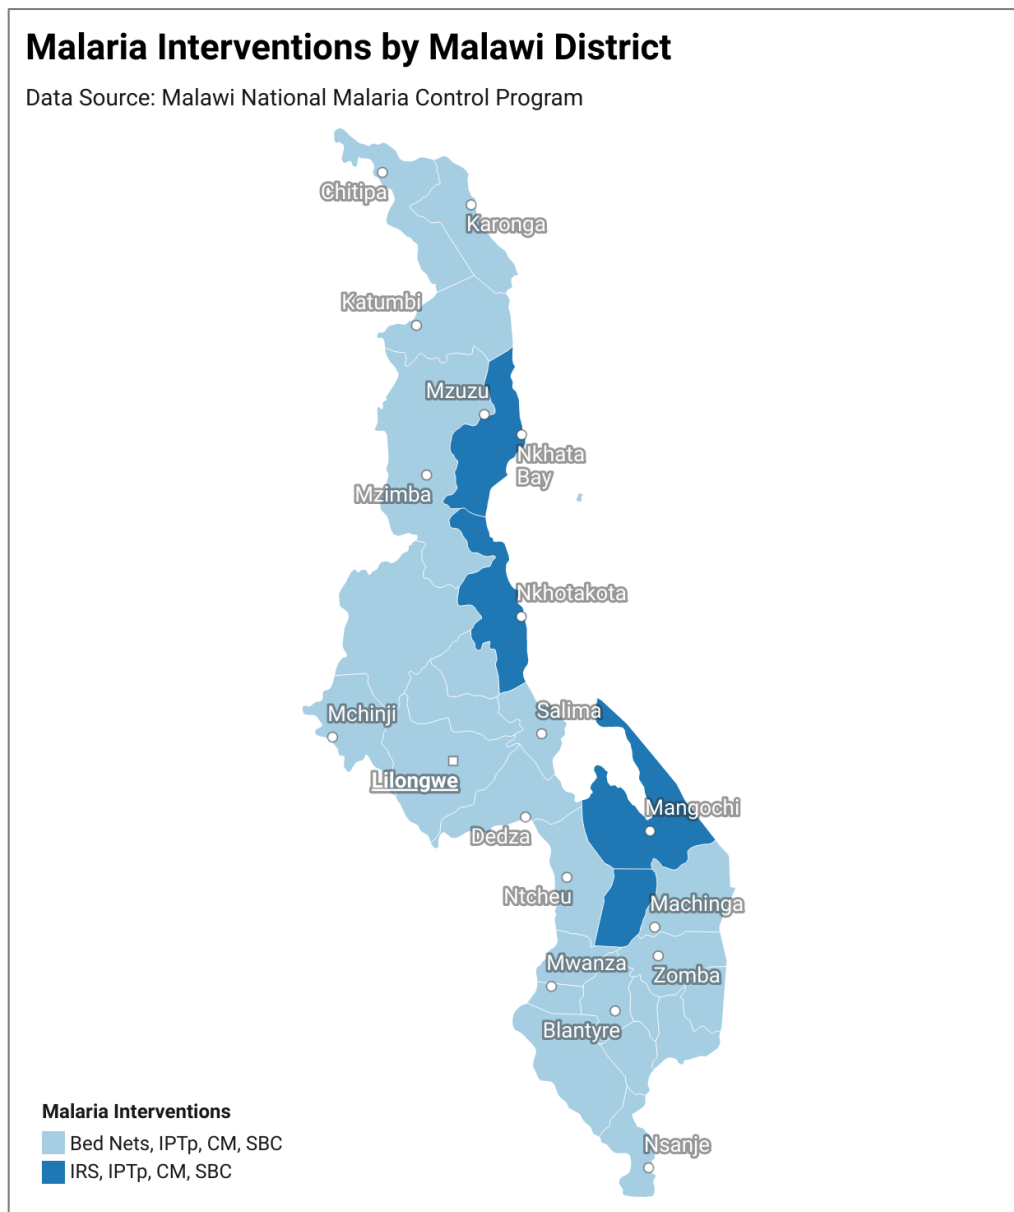 Malaria Interventions by Malawi District
Data Source: Malawi National Malaria Control Program
Chitipa
Karonga
Katumbi
Mzuzu
Nkhata
Bay
Mzimba
Nkhotakota
Salima
Mchinji
Lilongwe
Mangochi
Dedza
Ntcheu
Machinga
Mwanza
Zomba
Blantyre
Malaria Interventions
Bed Nets, IPTp, CM, SBC
Nsanje
IRS, IPTp, CM, SBC